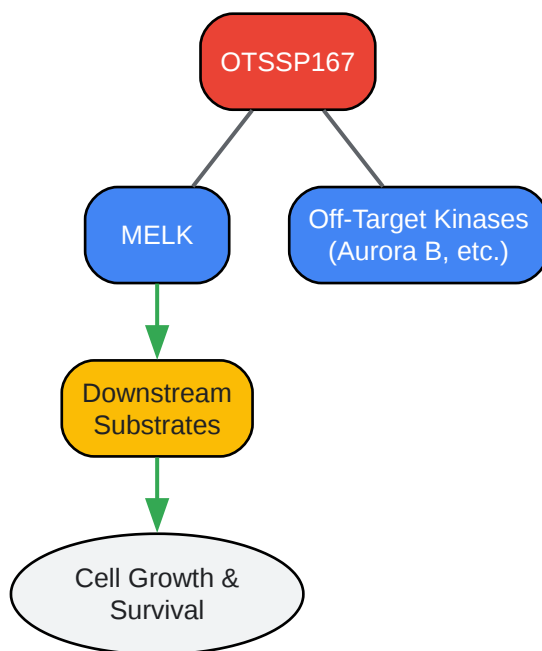 OTSSP167
MELK
Off-Target Kinases
(Aurora B, etc.)
Downstream
Substrates
Cell Growth &
Survival